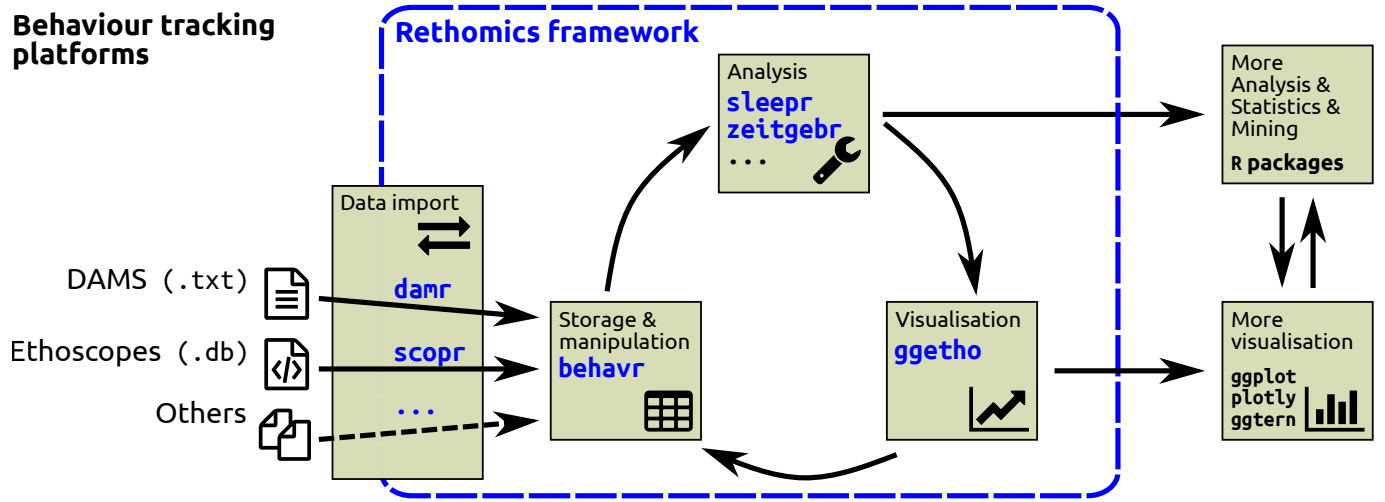 Behaviour tracking
platforms
Rethomics framework
Data import
DAMS (.txt)
damr
Ethoscopes (.db)
scopr
Others
...
Storage &
manipulation
behavr
Analysis
sleepr
zeitgebr
...
Visualisation
ggetho
More
Analysis &
Statistics &
Mining
R packages
More
visualisation
ggplot
plotly
ggtern